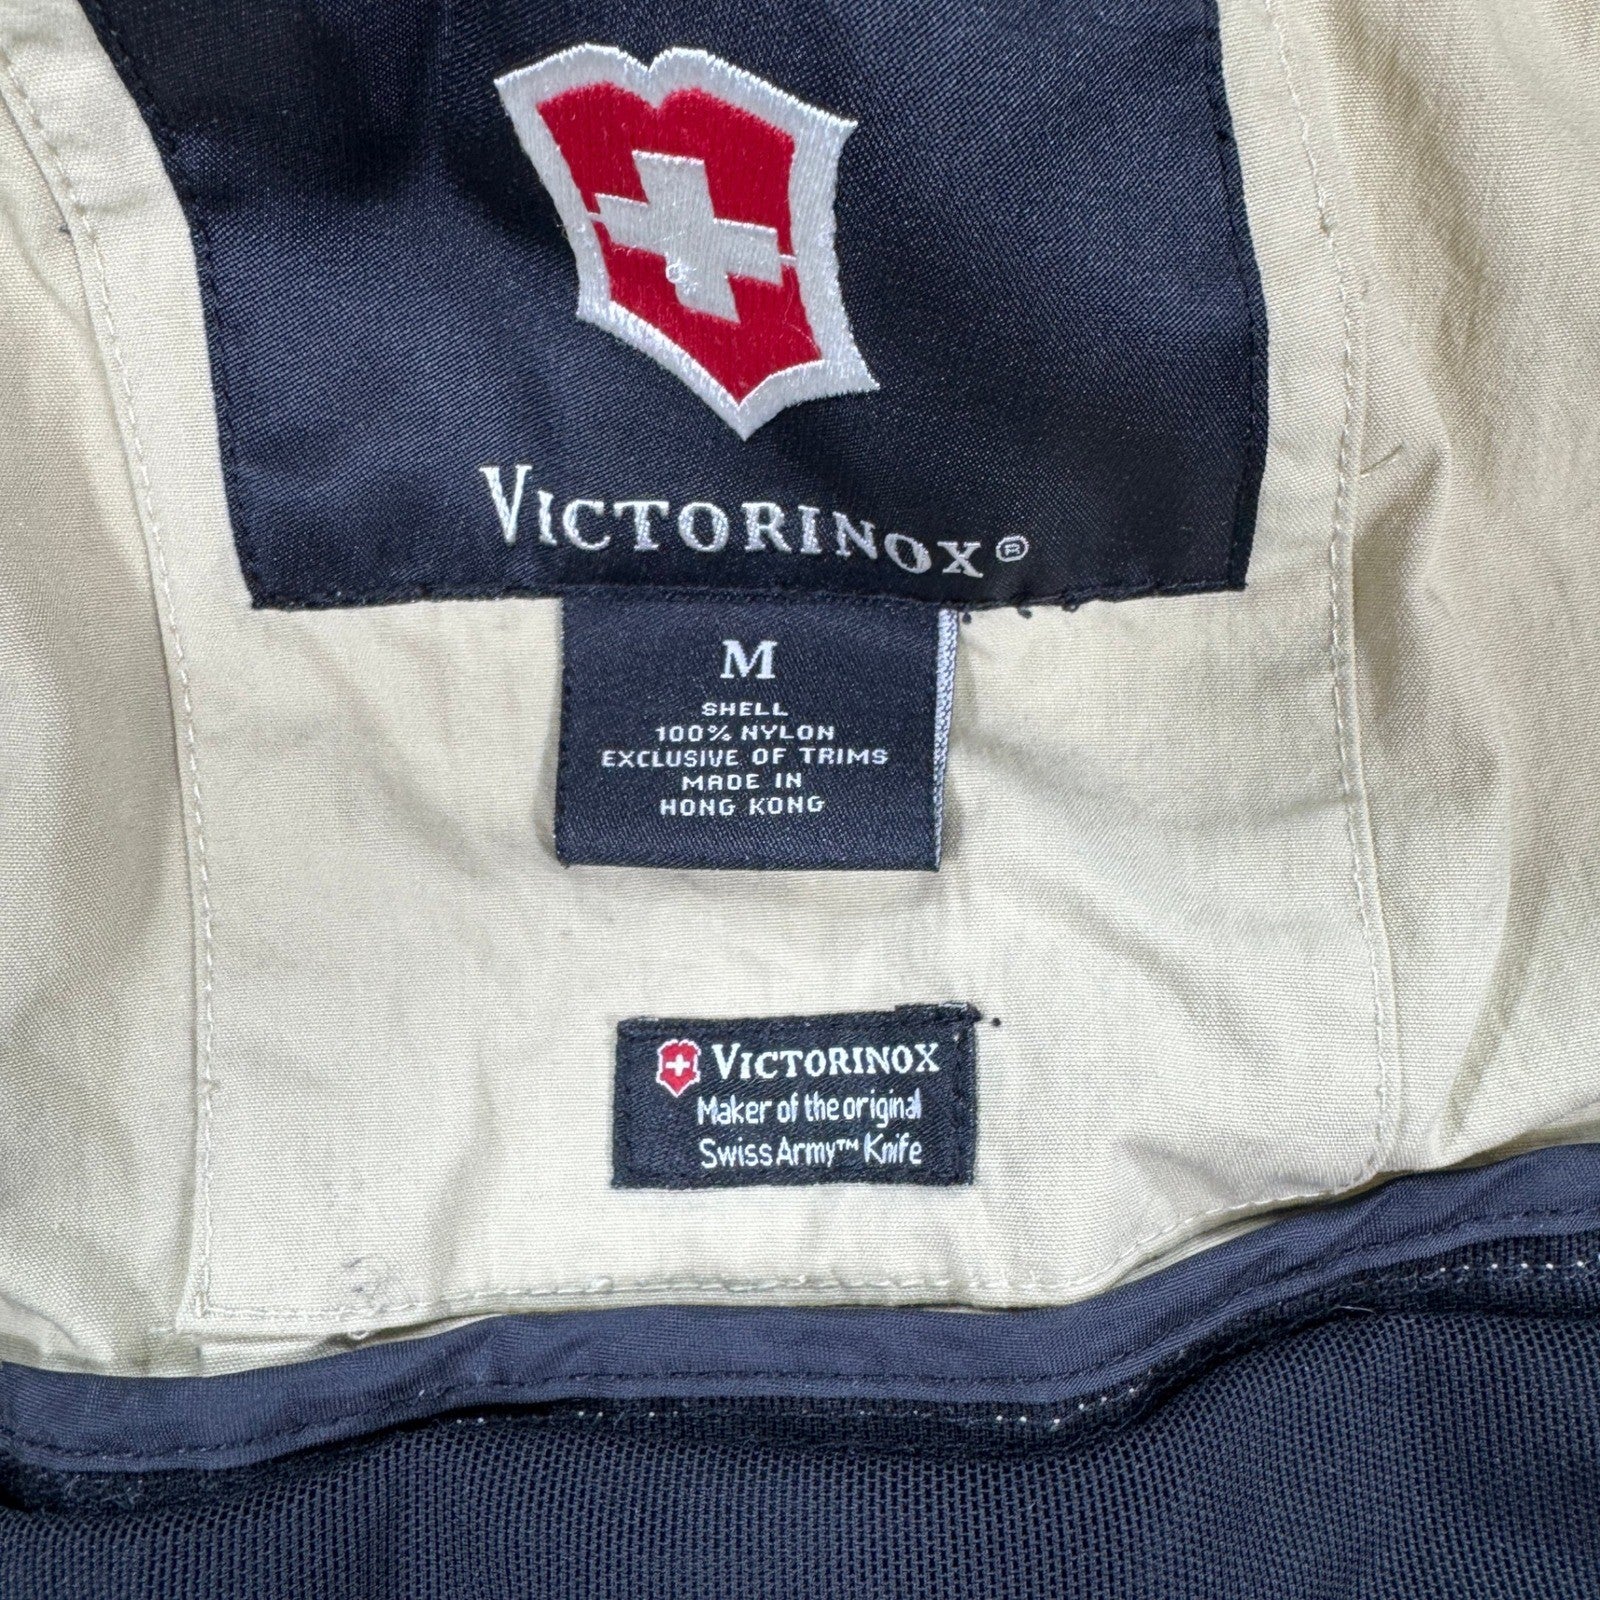 VICTORINOX®
M
SHELL
100% NYLON
EXCLUSIVE OF TRIMS
MADE IN
HONG KONG
VICTORINOX
Maker of the original
Swiss Army™ Knife